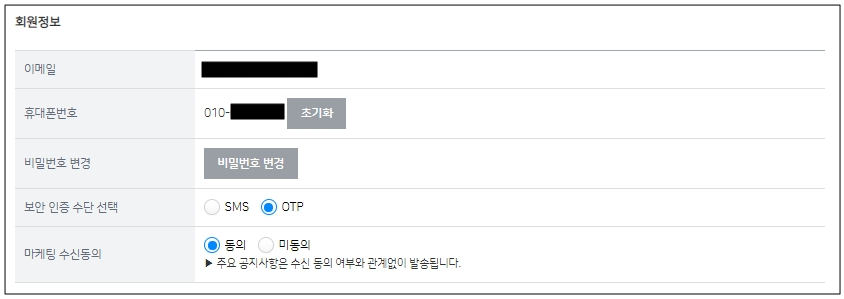 회원정보
이메일
휴대폰번호 010- 초기화
비밀번호 변경 비밀번호 변경
보안 인증 수단 선택 SMS OTP
마케팅 수신동의 동의 미동의
▶ 주요 공지사항은 수신 동의 여부와 관계없이 발송됩니다.